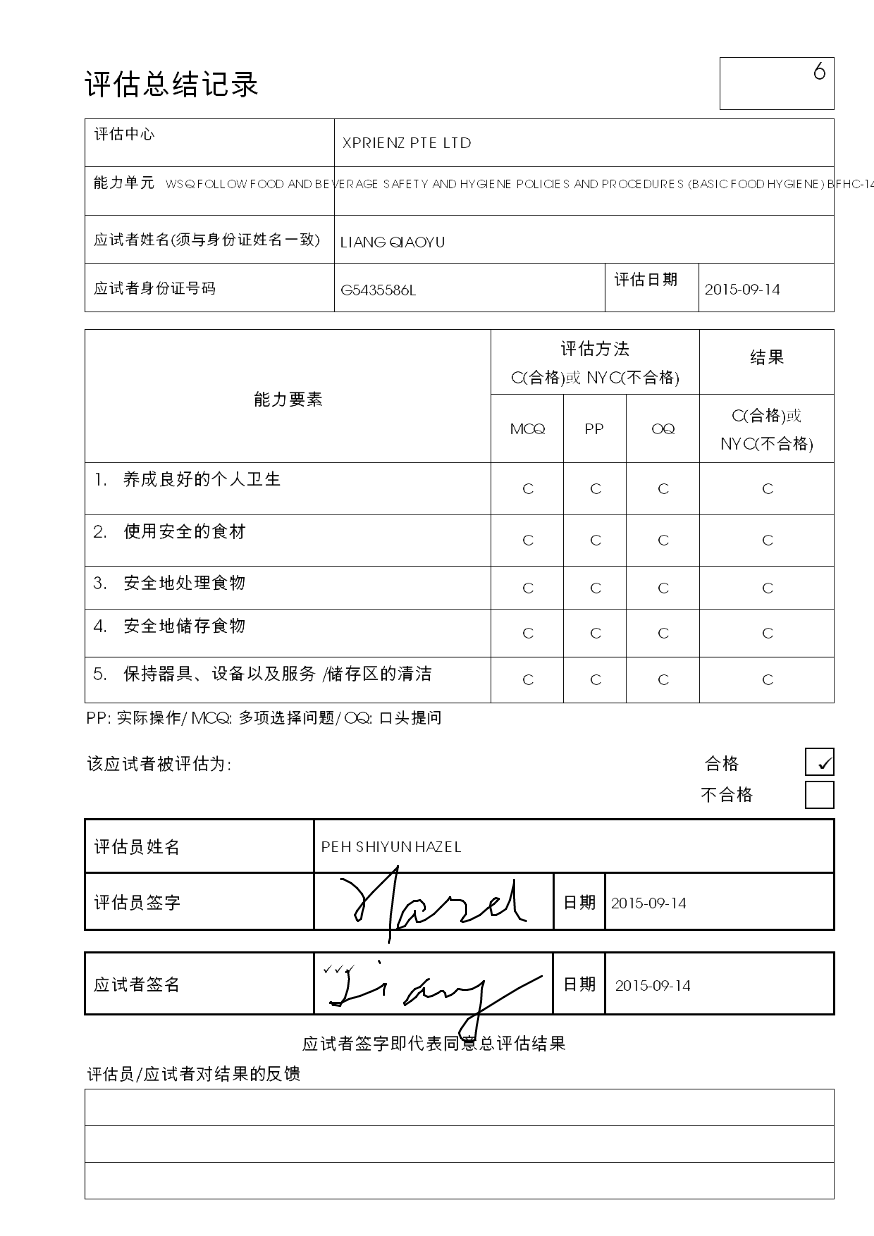 评估总结记录
6
评估中心 XPRIENZ PTE LTD
能力单元 WSQ FOLLOW FOOD AND BEVERAGE SAFETY AND HYGIENE POLICIES AND PROCEDURES (BASIC FOOD HYGIENE) BFHC-14
应试者姓名(须与身份证姓名一致) LIANG QIAOYU
应试者身份证号码 G5435586L 评估日期 2015-09-14
能力要素
评估方法
C(合格)或 NYC(不合格)
结果
MCQ PP OQ
C(合格)或
NYC(不合格)
1. 养成良好的个人卫生 C C C C
2. 使用安全的食材 C C C C
3. 安全地处理食物 C C C C
4. 安全地储存食物 C C C C
5. 保持器具、设备以及服务 /储存区的清洁 C C C C
PP: 实际操作/ MCQ: 多项选择问题/ OQ: 口头提问
该应试者被评估为: 合格 ✓
不合格
评估员姓名 PEH SHIYUN HAZEL
评估员签字 Hazel 日期 2015-09-14
应试者签名 ✓✓✓ Liang 日期 2015-09-14
应试者签字即代表同意总评估结果
评估员/应试者对结果的反馈